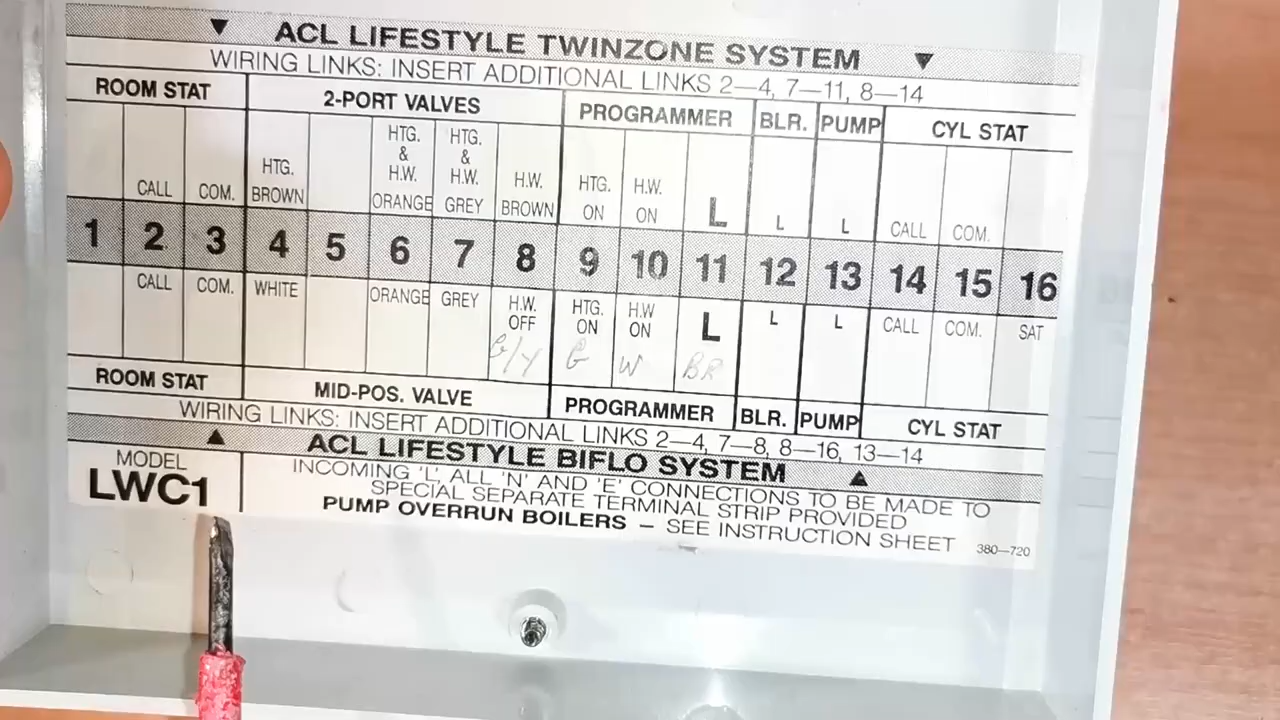 ACL LIFESTYLE TWINZONE SYSTEM
WIRING LINKS: INSERT ADDITIONAL LINKS 2—4, 7—11, 8—14
ROOM STAT 2-PORT VALVES PROGRAMMER BLR. PUMP CYL STAT
CALL COM. HTG. BROWN HTG. & H.W. ORANGE HTG. & H.W. GREY H.W. BROWN HTG. ON H.W. ON L L L CALL COM.
1 2 3 4 5 6 7 8 9 10 11 12 13 14 15 16
CALL COM. WHITE ORANGE GREY H.W. OFF HTG. ON H.W ON L L L CALL COM. SAT
G/Y G W BR
ROOM STAT MID-POS. VALVE PROGRAMMER BLR. PUMP CYL STAT
WIRING LINKS: INSERT ADDITIONAL LINKS 2—4, 7—8, 8—16, 13—14
ACL LIFESTYLE BIFLO SYSTEM
MODEL
LWC1
INCOMING 'L', ALL 'N' AND 'E' CONNECTIONS TO BE MADE TO
SPECIAL SEPARATE TERMINAL STRIP PROVIDED
PUMP OVERRUN BOILERS — SEE INSTRUCTION SHEET
380—720